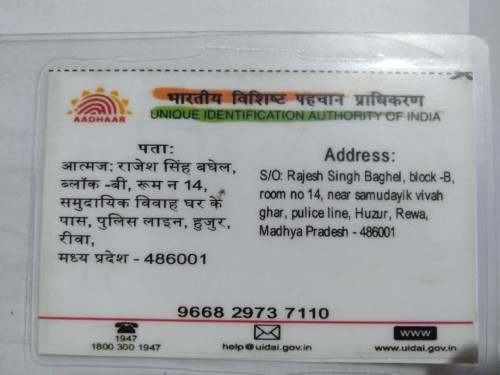 भारतीय विशिष्ट पहचान प्राधिकरण
AADHAAR
UNIQUE IDENTIFICATION AUTHORITY OF INDIA
पता:
आत्मज: राजेश सिंह बघेल,
ब्लॉक -बी, रूम न 14,
समुदायिक विवाह घर के
पास, पुलिस लाइन, हुजुर,
रीवा,
मध्य प्रदेश - 486001
Address:
S/O: Rajesh Singh Baghel, block -B,
room no 14, near samudayik vivah
ghar, pulice line, Huzur, Rewa,
Madhya Pradesh - 486001
9668 2973 7110
1947
1800 300 1947
help@uidai.gov.in
WWW
www.uidai.gov.in